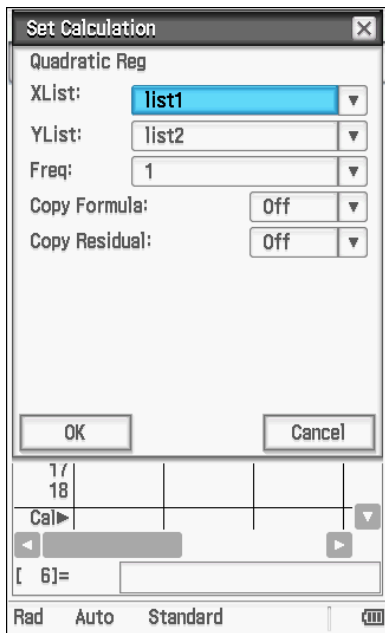 Set Calculation
Quadratic Reg
XList: list1
YList: list2
Freq: 1
Copy Formula: Off
Copy Residual: Off
OK Cancel
17
18
Cal▶
[ 6]=
Rad Auto Standard